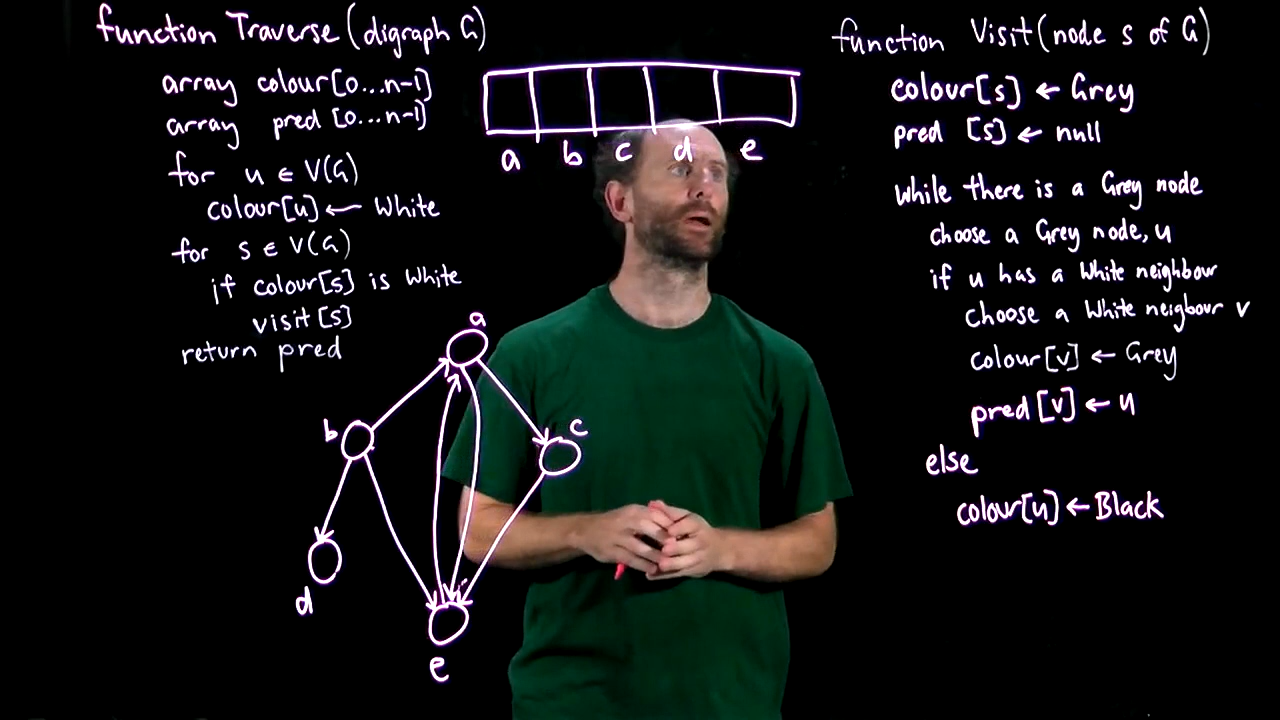 function Traverse (digraph G)
array colour[0...n-1]
array pred [0...n-1]
for u ∈ V(G)
colour[u] ← White
for s ∈ V(G)
if colour[s] is White
visit [s]
return pred
a b c d e
function Visit (node s of G)
colour[s] ← Grey
pred [s] ← null
while there is a Grey node
choose a Grey node, u
if u has a White neighbour
choose a White neigbour v
colour[v] ← Grey
pred [v] ← u
else
colour[u] ← Black
a
b
c
d
e